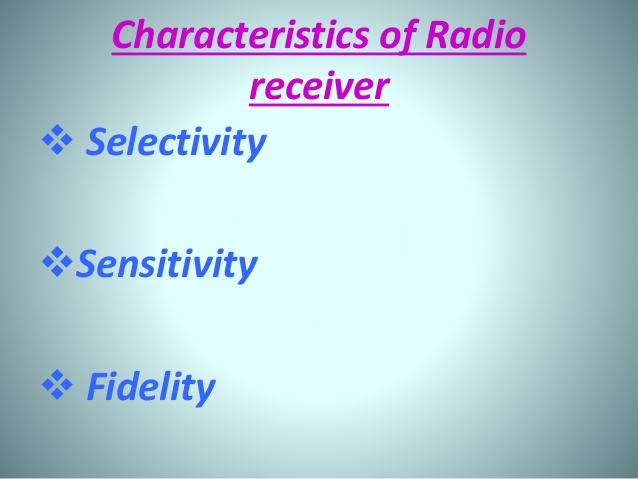 Characteristics of Radio
receiver
❖ Selectivity
❖Sensitivity
❖ Fidelity